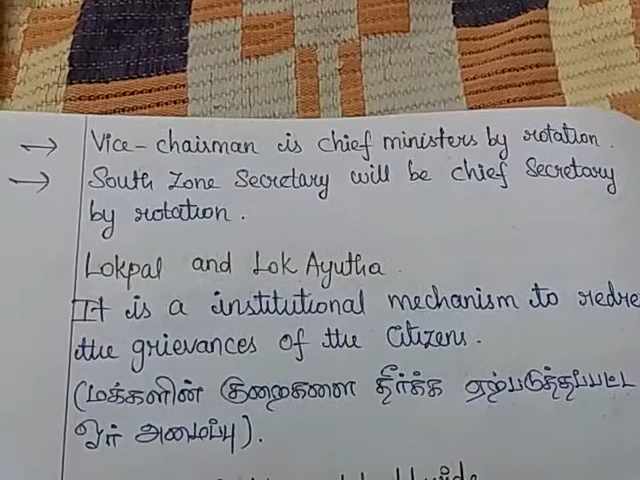 → Vice - chairman is chief ministers by rotation.
→ South Zone Secretary will be chief Secretary
by rotation.
Lokpal and Lok Ayutha.
It is a institutional mechanism to redre
the grievances of the Citizens.
(மக்களின் குறைகளை தீர்க்க ஏற்படுத்தப்பட்ட
ஓர் அமைப்பு).